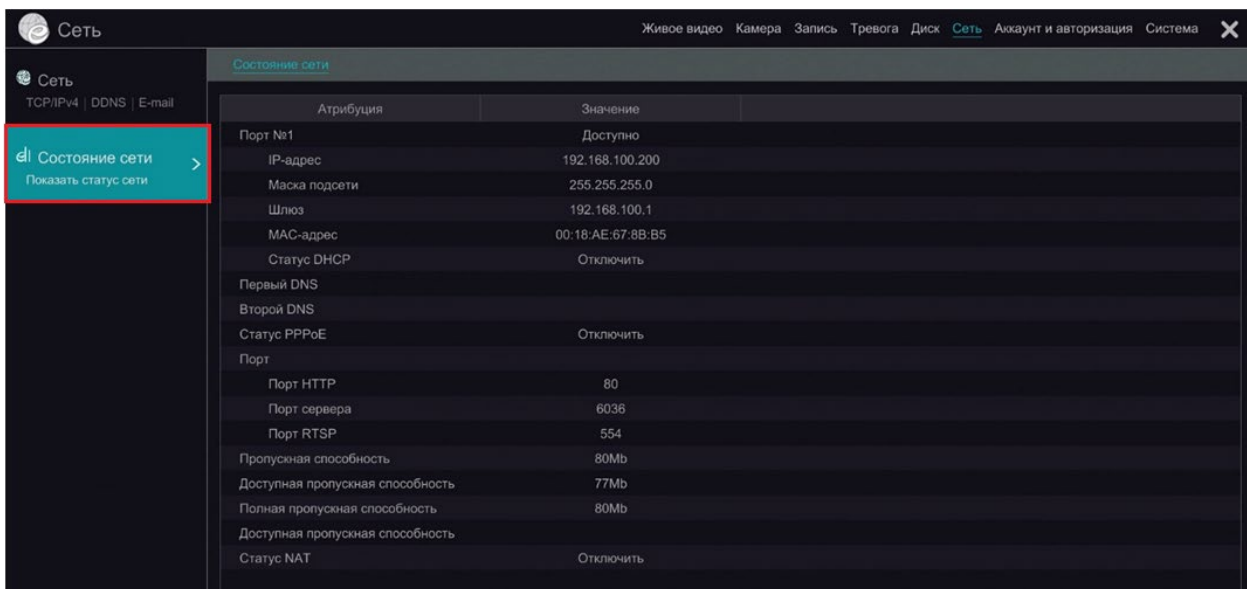 Сеть
Живое видео Камера Запись Тревога Диск Сеть Аккаунт и авторизация Система
Сеть
TCP/IPv4 | DDNS | E-mail
Состояние сети
Показать статус сети
Состояние сети
Атрибуция Значение
Порт №1 Доступно
IP-адрес 192.168.100.200
Маска подсети 255.255.255.0
Шлюз 192.168.100.1
MAC-адрес 00:18:AE:67:8B:B5
Статус DHCP Отключить
Первый DNS
Второй DNS
Статус PPPoE Отключить
Порт
Порт HTTP 80
Порт сервера 6036
Порт RTSP 554
Пропускная способность 80Mb
Доступная пропускная способность 77Mb
Полная пропускная способность 80Mb
Доступная пропускная способность
Статус NAT Отключить